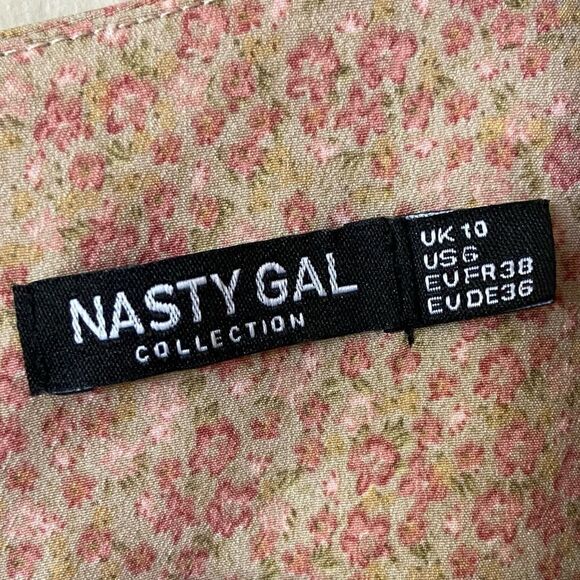 NASTY GAL
COLLECTION
UK 10
US 6
EU FR 38
EU DE 36